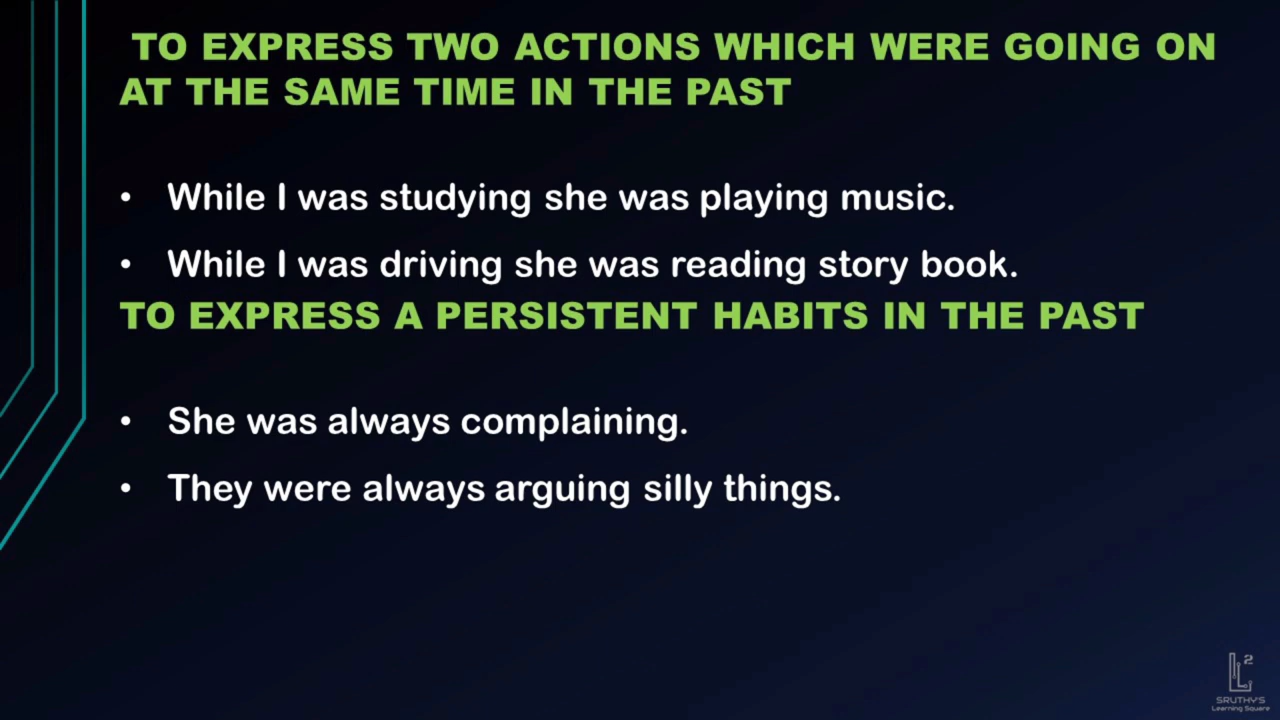 TO EXPRESS TWO ACTIONS WHICH WERE GOING ON
AT THE SAME TIME IN THE PAST
• While I was studying she was playing music.
• While I was driving she was reading story book.
TO EXPRESS A PERSISTENT HABITS IN THE PAST
• She was always complaining.
• They were always arguing silly things.
L2
SRUTHY'S
Learning Square